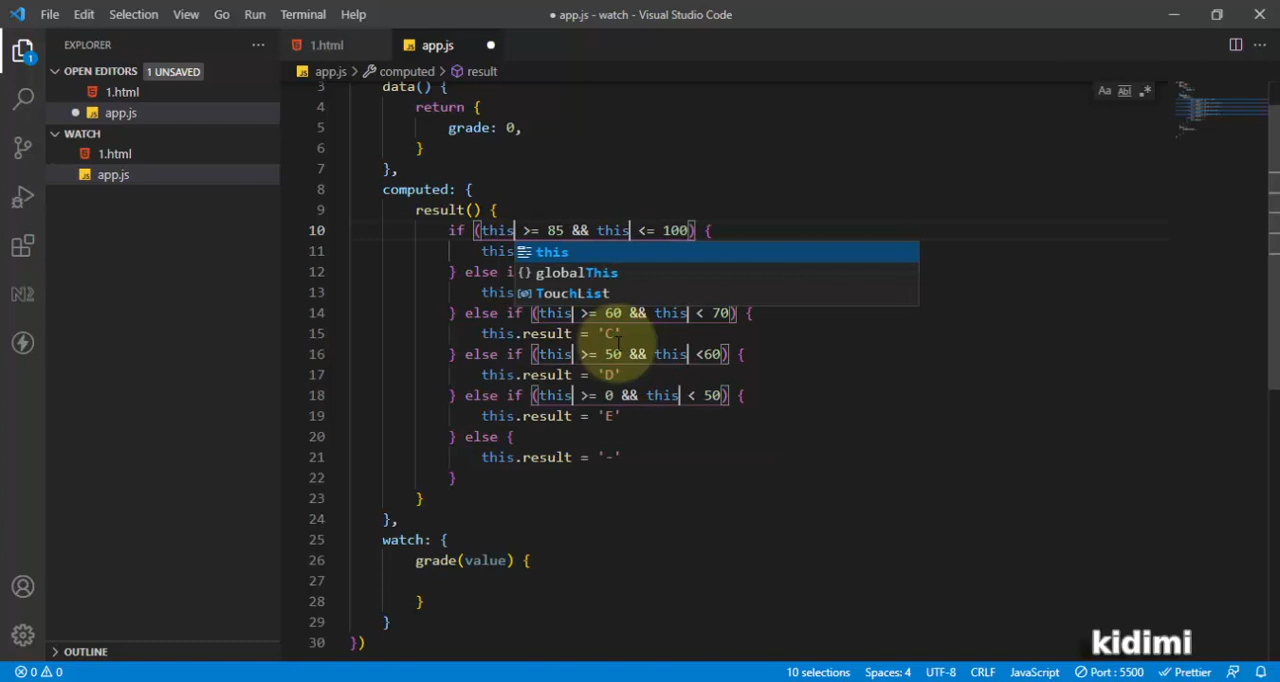 File Edit Selection View Go Run Terminal Help
● app.js - watch - Visual Studio Code
EXPLORER
OPEN EDITORS 1 UNSAVED
1.html
app.js
WATCH
1.html
app.js
OUTLINE
1.html app.js
app.js > computed > result
3 data() {
4 return {
5 grade: 0,
6 }
7 },
8 computed: {
9 result() {
10 if (this >= 85 && this <= 100) {
11 this
this
globalThis
TouchList
12 } else i
13 this
14 } else if (this >= 60 && this < 70) {
15 this.result = 'C'
16 } else if (this >= 50 && this <60) {
17 this.result = 'D'
18 } else if (this >= 0 && this < 50) {
19 this.result = 'E'
20 } else {
21 this.result = '-'
22 }
23 }
24 },
25 watch: {
26 grade(value) {
27
28 }
29 }
30 })
kidimi
0 0 10 selections Spaces: 4 UTF-8 CRLF JavaScript Port : 5500 Prettier